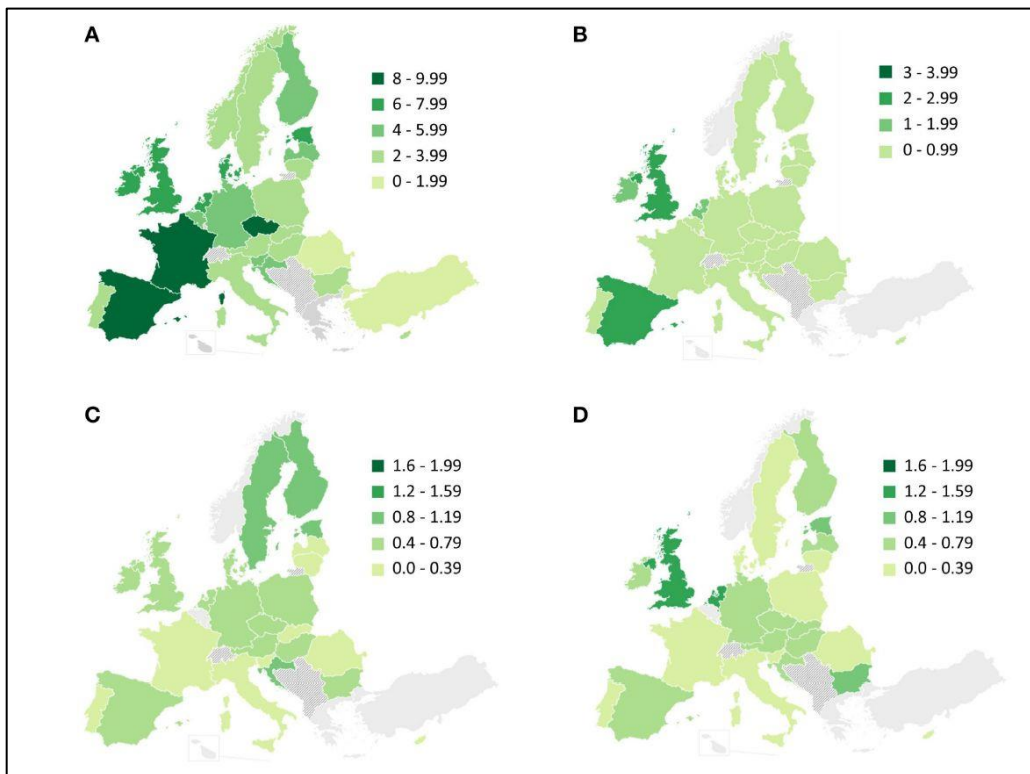 A
8 - 9.99
6 - 7.99
4 - 5.99
2 - 3.99
0 - 1.99
B
3 - 3.99
2 - 2.99
1 - 1.99
0 - 0.99
C
1.6 - 1.99
1.2 - 1.59
0.8 - 1.19
0.4 - 0.79
0.0 - 0.39
D
1.6 - 1.99
1.2 - 1.59
0.8 - 1.19
0.4 - 0.79
0.0 - 0.39